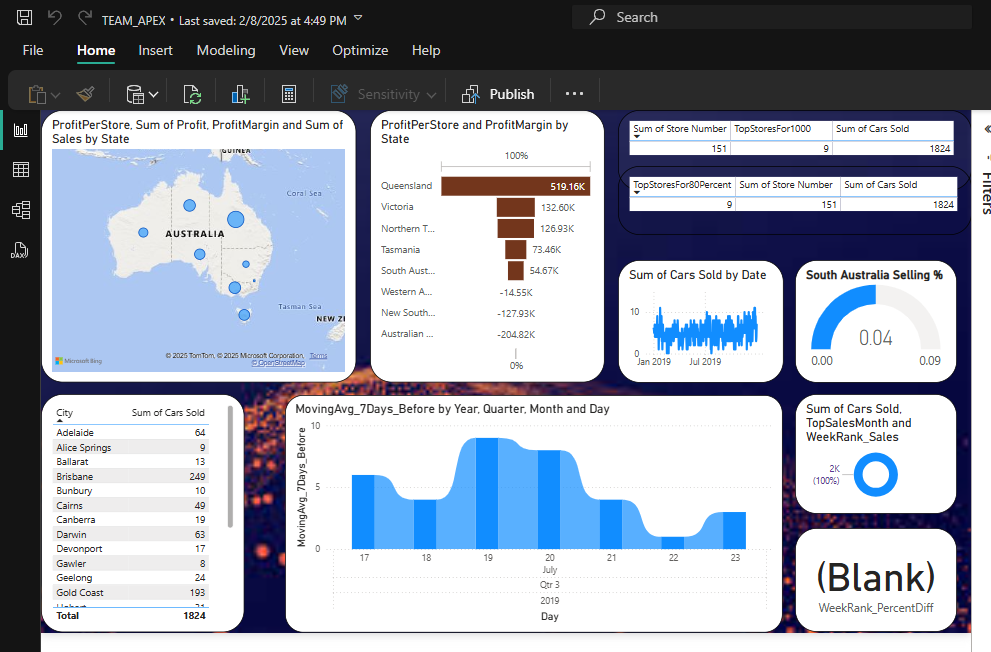 TEAM_APEX • Last saved: 2/8/2025 at 4:49 PM
Search
File Home Insert Modeling View Optimize Help
Sensitivity
Publish
ProfitPerStore, Sum of Profit, ProfitMargin and Sum of
Sales by State
GUINEA
Coral Sea
AUSTRALIA
Tasman Sea
NEW ZE
Microsoft Bing
© 2025 TomTom, © 2025 Microsoft Corporation, Terms
© OpenStreetMap
ProfitPerStore and ProfitMargin by
State
100%
Queensland 519.16K
Victoria 132.60K
Northern T... 126.93K
Tasmania 73.46K
South Aust... 54.67K
Western A... -14.55K
New South... -127.93K
Australian ... -204.82K
0%
Sum of Store Number TopStoresFor1000 Sum of Cars Sold
151 9 1824
TopStoresFor80Percent Sum of Store Number Sum of Cars Sold
9 151 1824
Filters
Sum of Cars Sold by Date
10
0
Jan 2019 Jul 2019
South Australia Selling %
0.04
0.00 0.09
City Sum of Cars Sold
Adelaide 64
Alice Springs 9
Ballarat 13
Brisbane 249
Bunbury 10
Cairns 49
Canberra 19
Darwin 63
Devonport 17
Gawler 8
Geelong 24
Gold Coast 193
Hobart 31
Total 1824
MovingAvg_7Days_Before by Year, Quarter, Month and Day
MovingAvg_7Days_Before
10
5
0
17 18 19 20 21 22 23
July
Qtr 3
2019
Day
Sum of Cars Sold,
TopSalesMonth and
WeekRank_Sales
2K
(100%)
(Blank)
WeekRank_PercentDiff
DAX